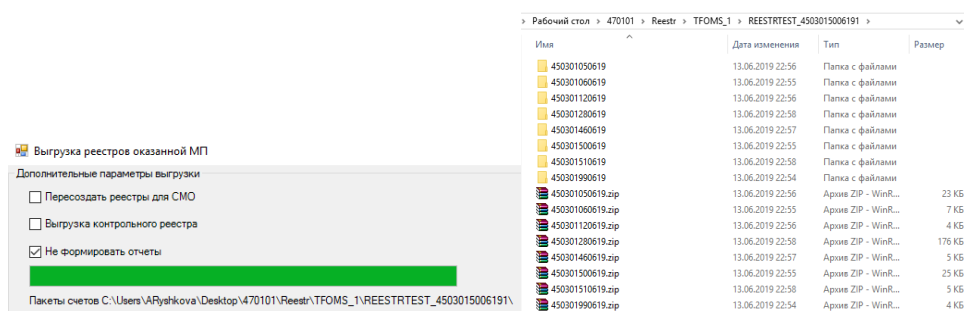 Выгрузка реестров оказанной МП
Дополнительные параметры выгрузки
Пересоздать реестры для СМО
Выгрузка контрольного реестра
Не формировать отчеты
Пакеты счетов C:\Users\ARyshkova\Desktop\470101\Reestr\TFOMS_1\REESTRTEST_4503015006191\
› Рабочий стол › 470101 › Reestr › TFOMS_1 › REESTRTEST_4503015006191 ›
Имя Дата изменения Тип Размер
450301050619 13.06.2019 22:56 Папка с файлами
450301060619 13.06.2019 22:55 Папка с файлами
450301120619 13.06.2019 22:56 Папка с файлами
450301280619 13.06.2019 22:58 Папка с файлами
450301460619 13.06.2019 22:57 Папка с файлами
450301500619 13.06.2019 22:55 Папка с файлами
450301510619 13.06.2019 22:58 Папка с файлами
450301990619 13.06.2019 22:54 Папка с файлами
450301050619.zip 13.06.2019 22:56 Архив ZIP - WinR... 23 КБ
450301060619.zip 13.06.2019 22:55 Архив ZIP - WinR... 7 КБ
450301120619.zip 13.06.2019 22:56 Архив ZIP - WinR... 4 КБ
450301280619.zip 13.06.2019 22:58 Архив ZIP - WinR... 176 КБ
450301460619.zip 13.06.2019 22:57 Архив ZIP - WinR... 5 КБ
450301500619.zip 13.06.2019 22:55 Архив ZIP - WinR... 25 КБ
450301510619.zip 13.06.2019 22:58 Архив ZIP - WinR... 5 КБ
450301990619.zip 13.06.2019 22:54 Архив ZIP - WinR... 4 КБ